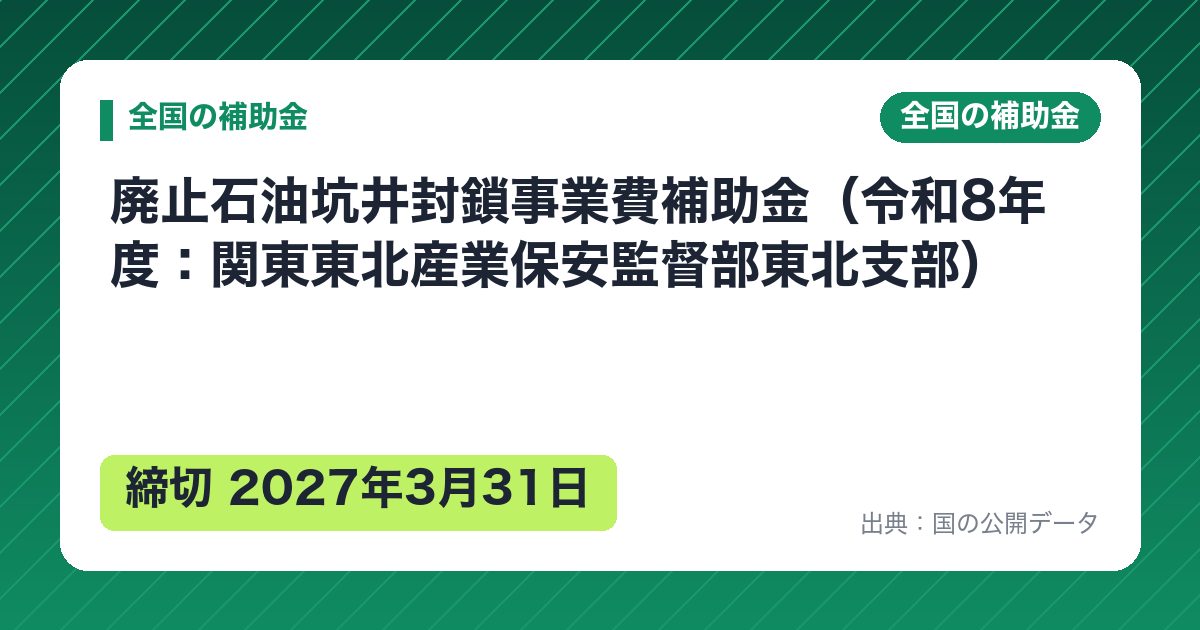 全国の補助金
全国の補助金
廃止石油坑井封鎖事業費補助金（令和8年
度：関東東北産業保安監督部東北支部）
締切 2027年3月31日
出典：国の公開データ